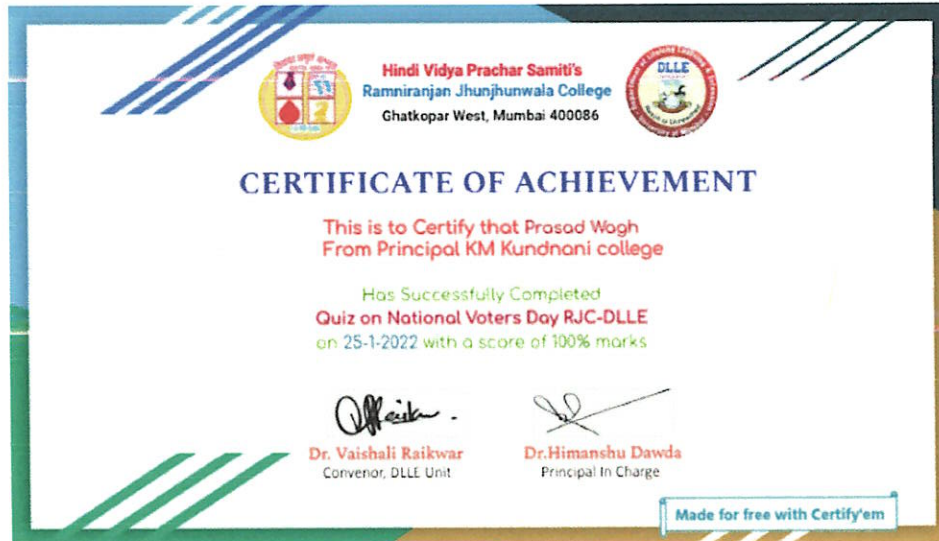 Hindi Vidya Prachar Samiti's
Ramniranjan Jhunjhunwala College
Ghatkopar West, Mumbai 400086
DLLE
CERTIFICATE OF ACHIEVEMENT
This is to Certify that Prasad Wagh
From Principal KM Kundnani college
Has Successfully Completed
Quiz on National Voters Day RJC-DLLE
on 25-1-2022 with a score of 100% marks
Dr. Vaishali Raikwar
Convenor, DLLE Unit
Dr.Himanshu Dawda
Principal In Charge
Made for free with Certify'em